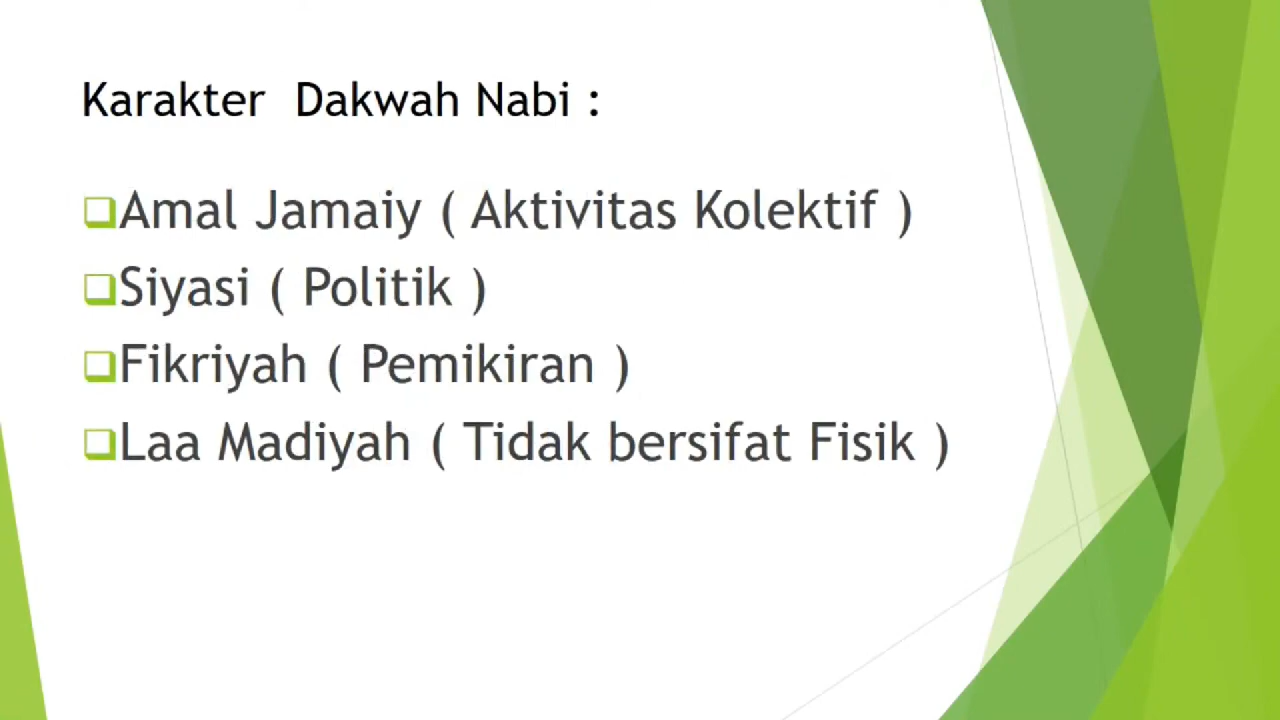 Karakter Dakwah Nabi :
Amal Jamaiy ( Aktivitas Kolektif )
Siyasi ( Politik )
Fikriyah ( Pemikiran )
Laa Madiyah ( Tidak bersifat Fisik )